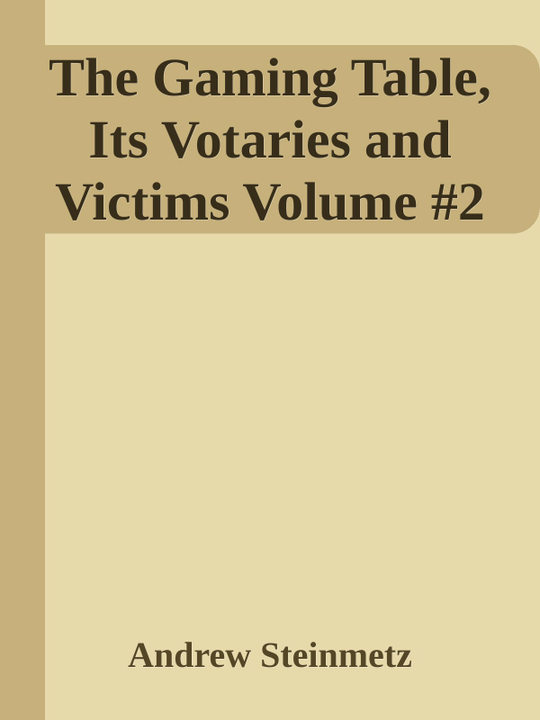 The Gaming Table,
Its Votaries and
Victims Volume #2
Andrew Steinmetz